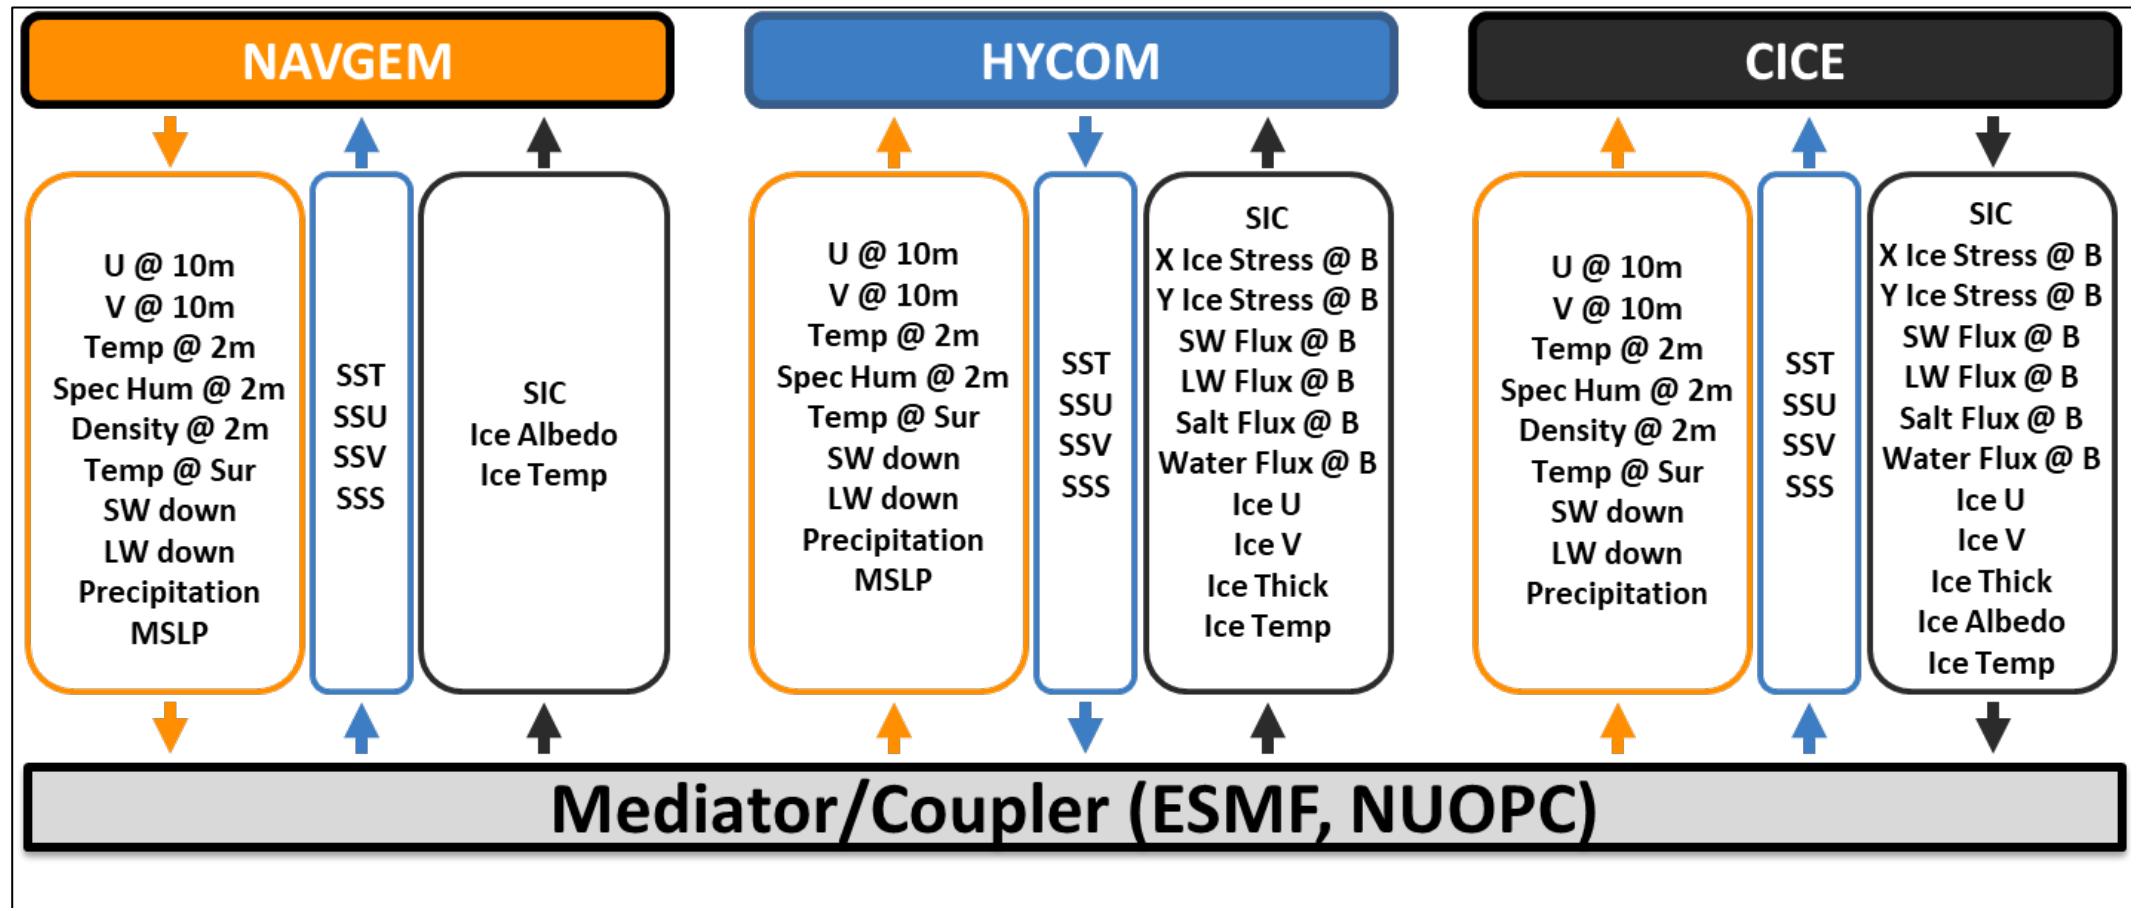 NAVGEM
U @ 10m
V @ 10m
Temp @ 2m
Spec Hum @ 2m
Density @ 2m
Temp @ Sur
SW down
LW down
Precipitation
MSLP
SST
SSU
SSV
SSS
SIC
Ice Albedo
Ice Temp
HYCOM
U @ 10m
V @ 10m
Temp @ 2m
Spec Hum @ 2m
Temp @ Sur
SW down
LW down
Precipitation
MSLP
SST
SSU
SSV
SSS
SIC
X Ice Stress @ B
Y Ice Stress @ B
SW Flux @ B
LW Flux @ B
Salt Flux @ B
Water Flux @ B
Ice U
Ice V
Ice Thick
Ice Temp
CICE
U @ 10m
V @ 10m
Temp @ 2m
Spec Hum @ 2m
Density @ 2m
Temp @ Sur
SW down
LW down
Precipitation
SST
SSU
SSV
SSS
SIC
X Ice Stress @ B
Y Ice Stress @ B
SW Flux @ B
LW Flux @ B
Salt Flux @ B
Water Flux @ B
Ice U
Ice V
Ice Thick
Ice Albedo
Ice Temp
Mediator/Coupler (ESMF, NUOPC)